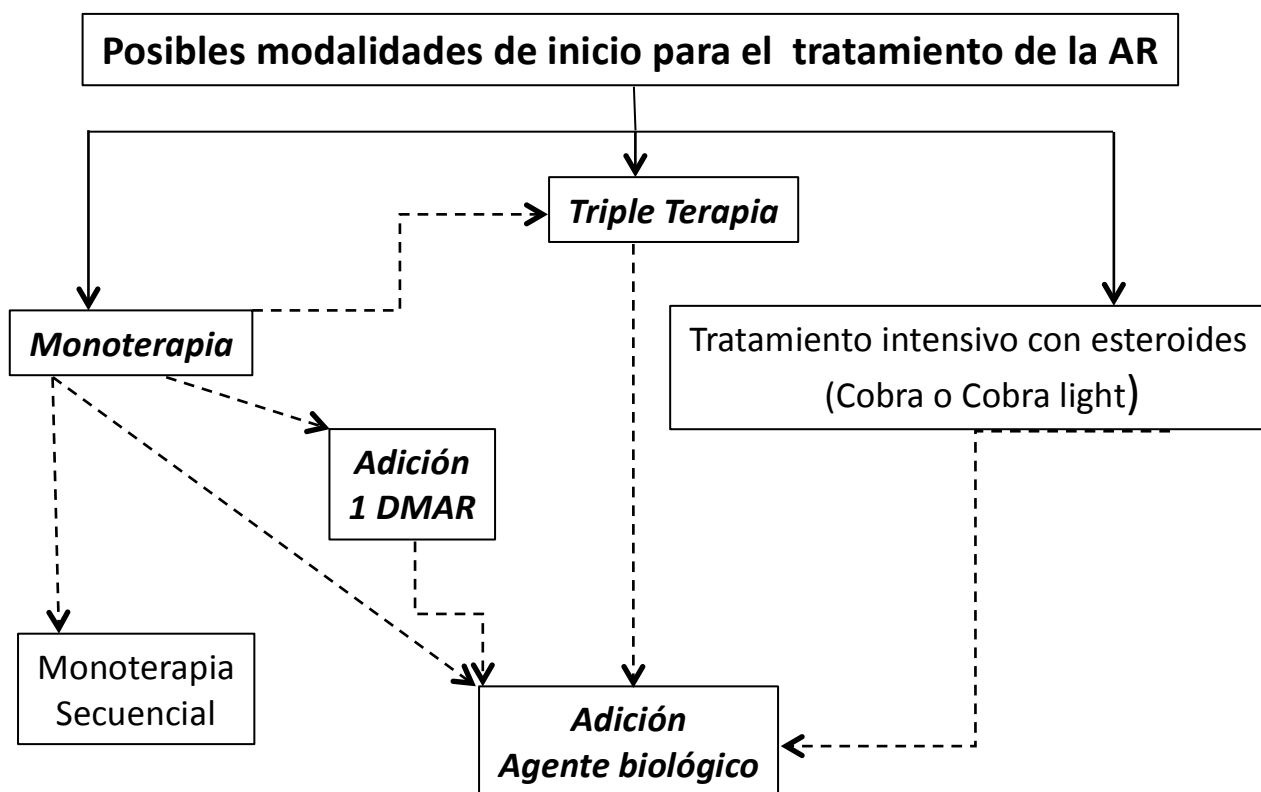 Posibles modalidades de inicio para el tratamiento de la AR
Triple Terapia
Monoterapia
Tratamiento intensivo con esteroides
(Cobra o Cobra light)
Adición
1 DMAR
Monoterapia
Secuencial
Adición
Agente biológico